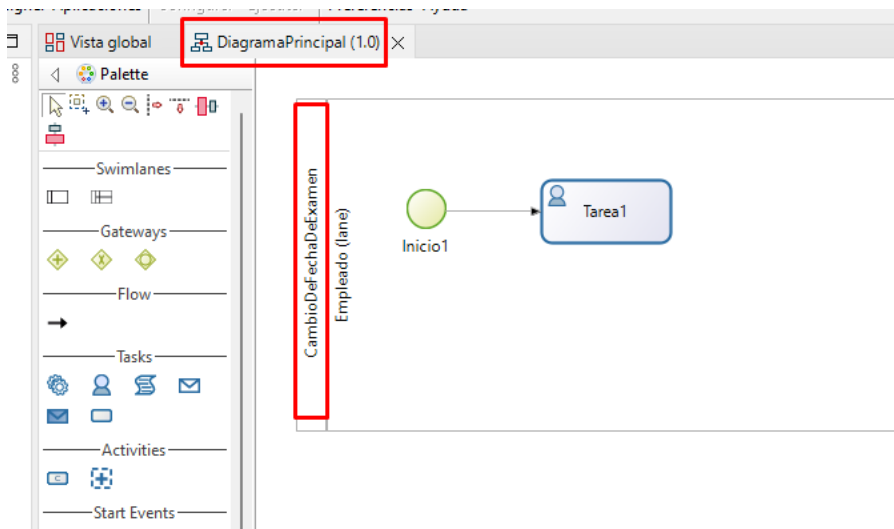 Vista global
DiagramaPrincipal (1.0)
Palette
Swimlanes
Gateways
Flow
Tasks
Activities
Start Events
CambioDeFechaDeExamen
Empleado (lane)
Inicio1
Tarea1